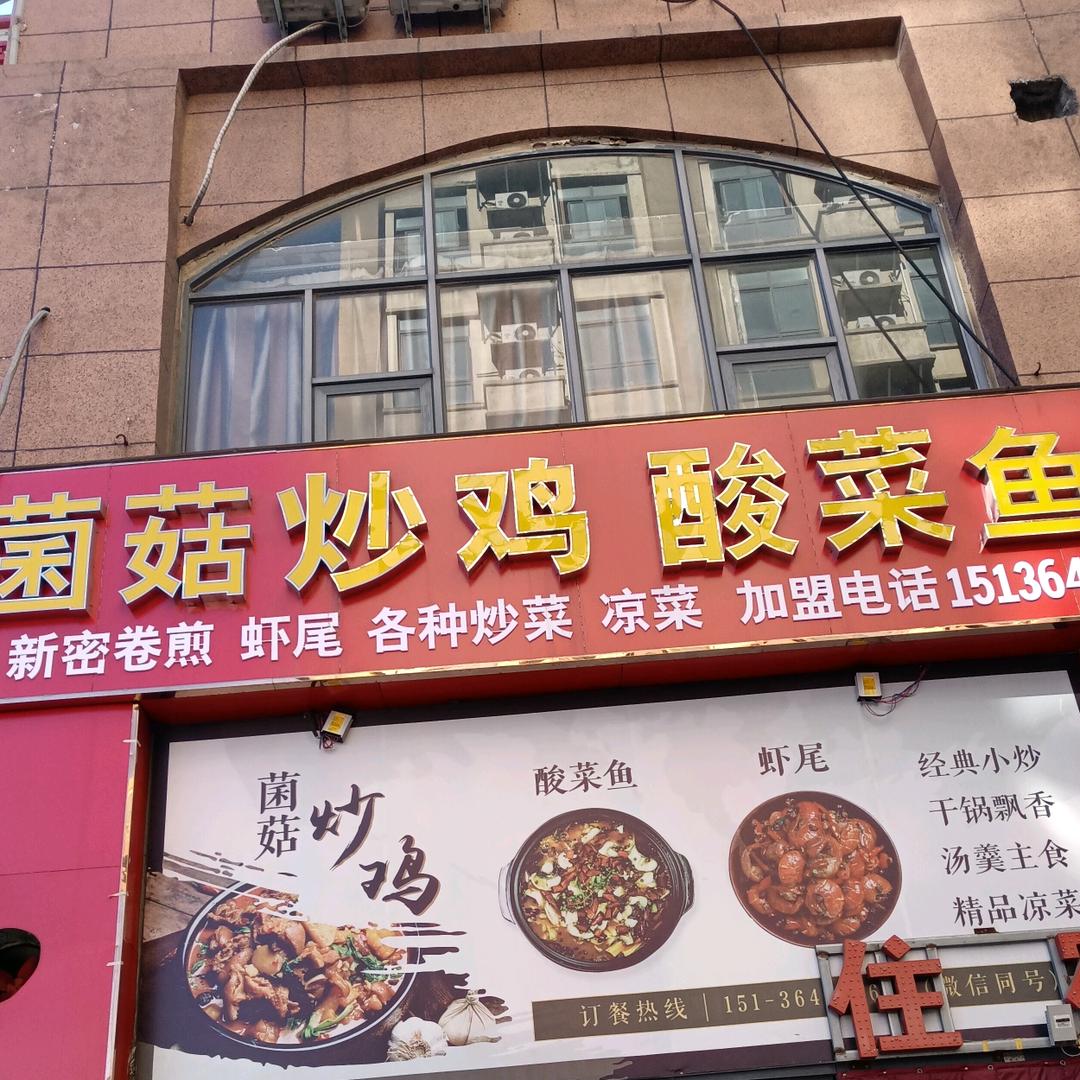 菌菇炒鸡 酸菜鱼
新密卷煎 虾尾 各种炒菜 凉菜 加盟电话 151364
菌菇
炒鸡
酸菜鱼
虾尾
经典小炒
干锅飘香
汤羹主食
精品凉菜
订餐热线 | 151-364
微信同号)
住